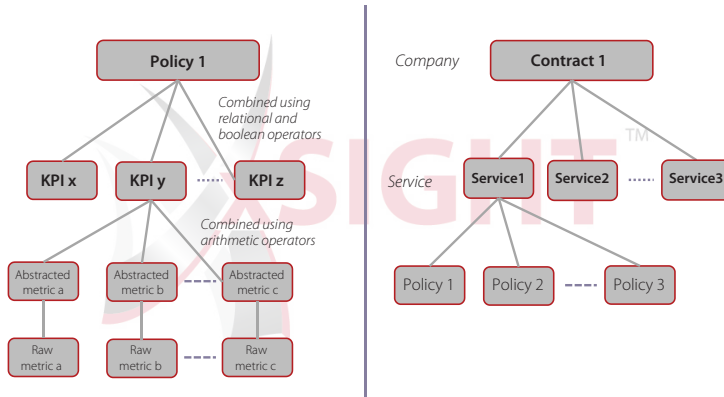 Policy 1
Combined using
relational and
boolean operators
KPI x
KPI y
KPI z
Combined using
arithmetic operators
Abstracted
metric a
Abstracted
metric b
Abstracted
metric c
Raw
metric a
Raw
metric b
Raw
metric c
Company
Contract 1
Service
Service1
Service2
Service3
Policy 1
Policy 2
Policy 3
XSIGHT
TM